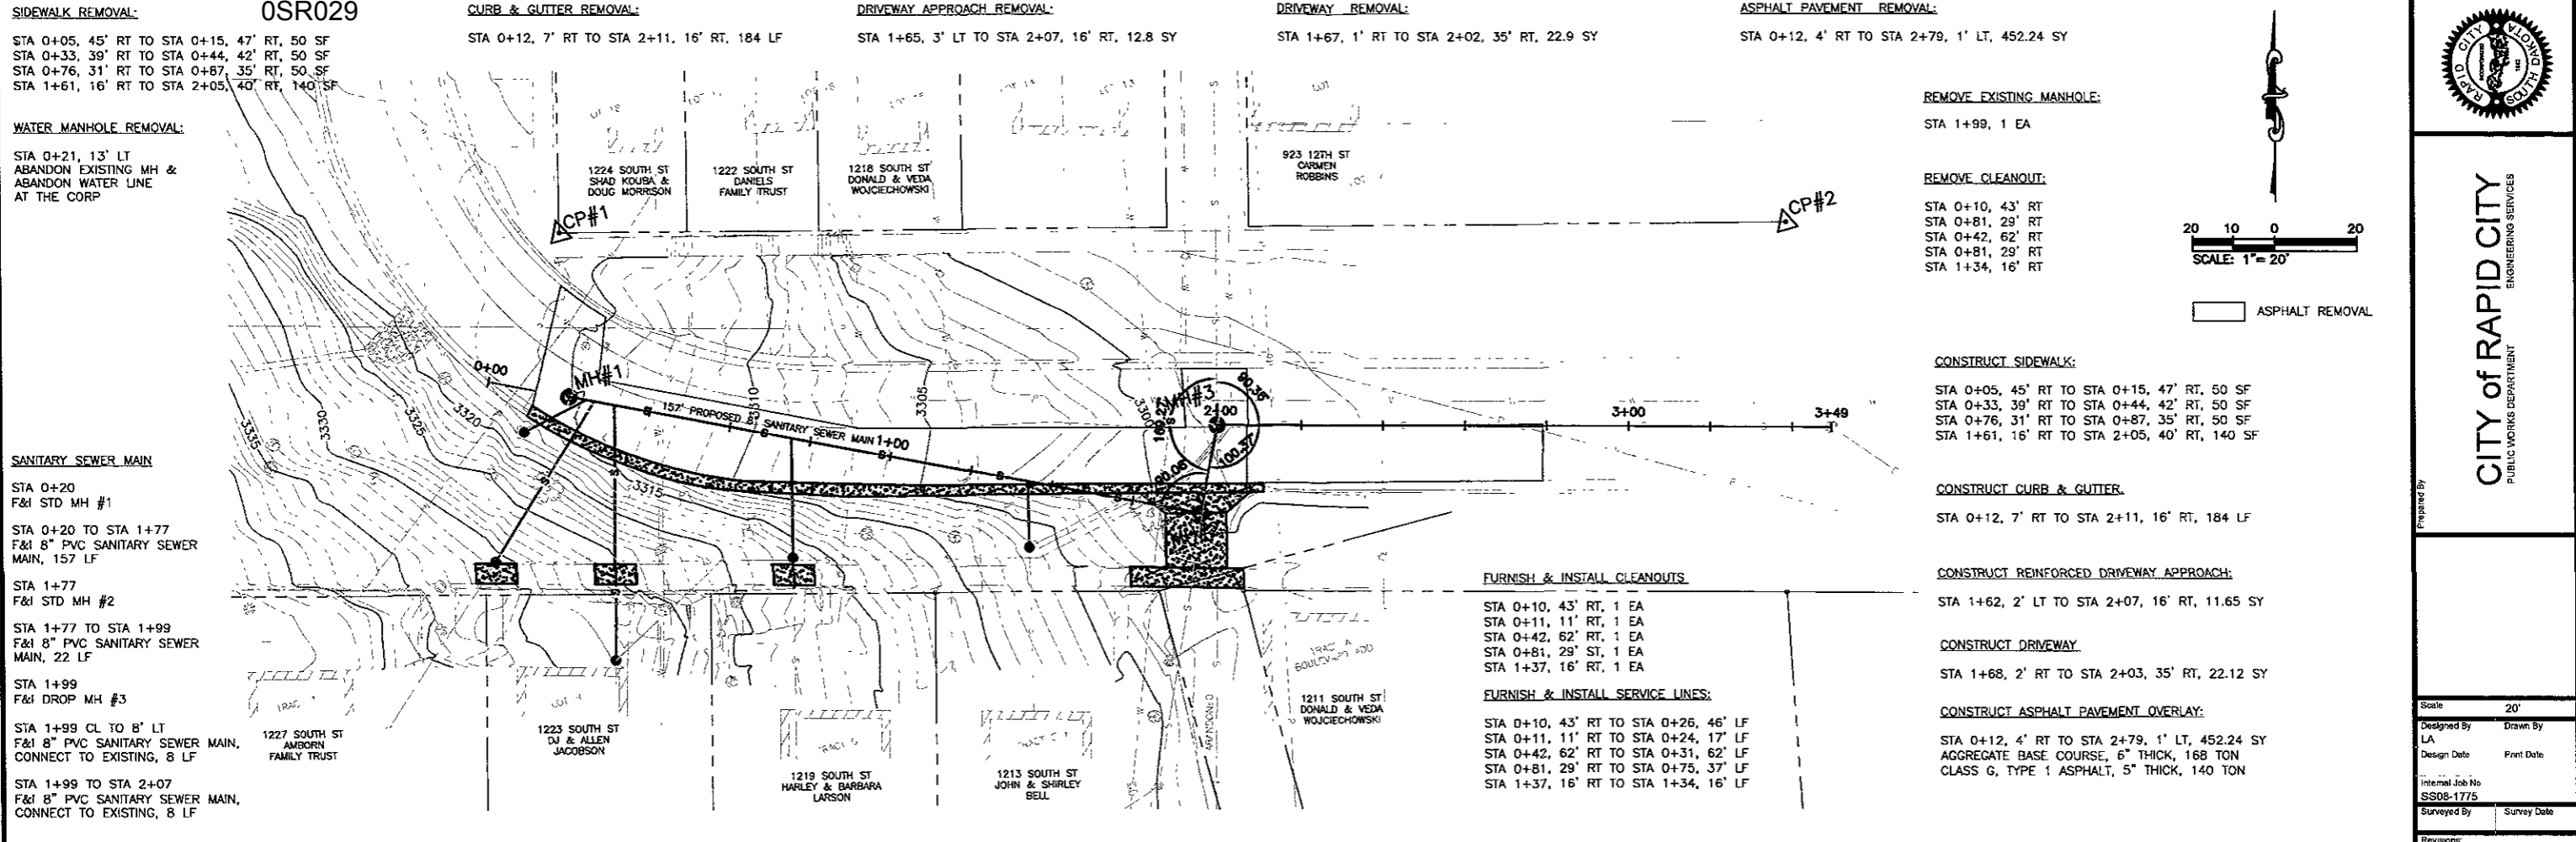 0SR029
SIDEWALK REMOVAL:
STA 0+05, 45' RT TO STA 0+15, 47' RT, 50 SF
STA 0+33, 39' RT TO STA 0+44, 42' RT, 50 SF
STA 0+76, 31' RT TO STA 0+87, 35' RT, 50 SF
STA 1+61, 16' RT TO STA 2+05, 40' RT, 140 SF
WATER MANHOLE REMOVAL:
STA 0+21, 13' LT
ABANDON EXISTING MH &
ABANDON WATER LINE
AT THE CORP
CURB & GUTTER REMOVAL:
STA 0+12, 7' RT TO STA 2+11, 16' RT, 184 LF
DRIVEWAY APPROACH REMOVAL:
STA 1+65, 3' LT TO STA 2+07, 16' RT, 12.8 SY
DRIVEWAY REMOVAL:
STA 1+67, 1' RT TO STA 2+02, 35' RT, 22.9 SY
ASPHALT PAVEMENT REMOVAL:
STA 0+12, 4' RT TO STA 2+79, 1' LT, 452.24 SY
REMOVE EXISTING MANHOLE:
STA 1+99, 1 EA
REMOVE CLEANOUT:
STA 0+10, 43' RT
STA 0+81, 29' RT
STA 0+42, 62' RT
STA 0+81, 29' RT
STA 1+34, 16' RT
20 10 0 20
SCALE: 1"= 20'
ASPHALT REMOVAL
1224 SOUTH ST
SHAD KOUBA &
DOUG MORRISON
1222 SOUTH ST
DANIELS
FAMILY TRUST
1218 SOUTH ST
DONALD & VEDA
WOJCIECHOWSKI
923 12TH ST
CARMEN
ROBBINS
LOT
CP#1
CP#2
0+00
MH#1
157' PROPOSED 8" SANITARY SEWER MAIN
1+00
MH#3
2+00
3+00
3+49
90.36
100.37
3335
3330
3325
3320
3315
3310
3305
3300
SANITARY SEWER MAIN
STA 0+20
F&I STD MH #1
STA 0+20 TO STA 1+77
F&I 8" PVC SANITARY SEWER
MAIN, 157 LF
STA 1+77
F&I STD MH #2
STA 1+77 TO STA 1+99
F&I 8" PVC SANITARY SEWER
MAIN, 22 LF
STA 1+99
F&I DROP MH #3
STA 1+99 CL TO 8' LT
F&I 8" PVC SANITARY SEWER MAIN,
CONNECT TO EXISTING, 8 LF
STA 1+99 TO STA 2+07
F&I 8" PVC SANITARY SEWER MAIN,
CONNECT TO EXISTING, 8 LF
1227 SOUTH ST
AMBORN
FAMILY TRUST
1223 SOUTH ST
DJ & ALLEN
JACOBSON
1219 SOUTH ST
HARLEY & BARBARA
LARSON
1213 SOUTH ST
JOHN & SHIRLEY
BELL
ABANDONED
1211 SOUTH ST
DONALD & VEDA
WOJCIECHOWSKI
FURNISH & INSTALL CLEANOUTS
STA 0+10, 43' RT, 1 EA
STA 0+11, 11' RT, 1 EA
STA 0+42, 62' RT, 1 EA
STA 0+81, 29' ST, 1 EA
STA 1+37, 16' RT, 1 EA
FURNISH & INSTALL SERVICE LINES:
STA 0+10, 43' RT TO STA 0+26, 46' LF
STA 0+11, 11' RT TO STA 0+24, 17' LF
STA 0+42, 62' RT TO STA 0+31, 62' LF
STA 0+81, 29' RT TO STA 0+75, 37' LF
STA 1+37, 16' RT TO STA 1+34, 16' LF
CONSTRUCT SIDEWALK:
STA 0+05, 45' RT TO STA 0+15, 47' RT, 50 SF
STA 0+33, 39' RT TO STA 0+44, 42' RT, 50 SF
STA 0+76, 31' RT TO STA 0+87, 35' RT, 50 SF
STA 1+61, 16' RT TO STA 2+05, 40' RT, 140 SF
CONSTRUCT CURB & GUTTER.
STA 0+12, 7' RT TO STA 2+11, 16' RT, 184 LF
CONSTRUCT REINFORCED DRIVEWAY APPROACH:
STA 1+62, 2' LT TO STA 2+07, 16' RT, 11.65 SY
CONSTRUCT DRIVEWAY
STA 1+68, 2' RT TO STA 2+03, 35' RT, 22.12 SY
CONSTRUCT ASPHALT PAVEMENT OVERLAY:
STA 0+12, 4' RT TO STA 2+79, 1' LT, 452.24 SY
AGGREGATE BASE COURSE, 6" THICK, 168 TON
CLASS G, TYPE 1 ASPHALT, 5" THICK, 140 TON
RAPID CITY
SOUTH DAKOTA
CITY of RAPID CITY
PUBLIC WORKS DEPARTMENT ENGINEERING SERVICES
Prepared By
Scale 20'
Designed By Drawn By
LA
Design Date Print Date
Internal Job No
SS08-1775
Surveyed By Survey Date
Revisions: